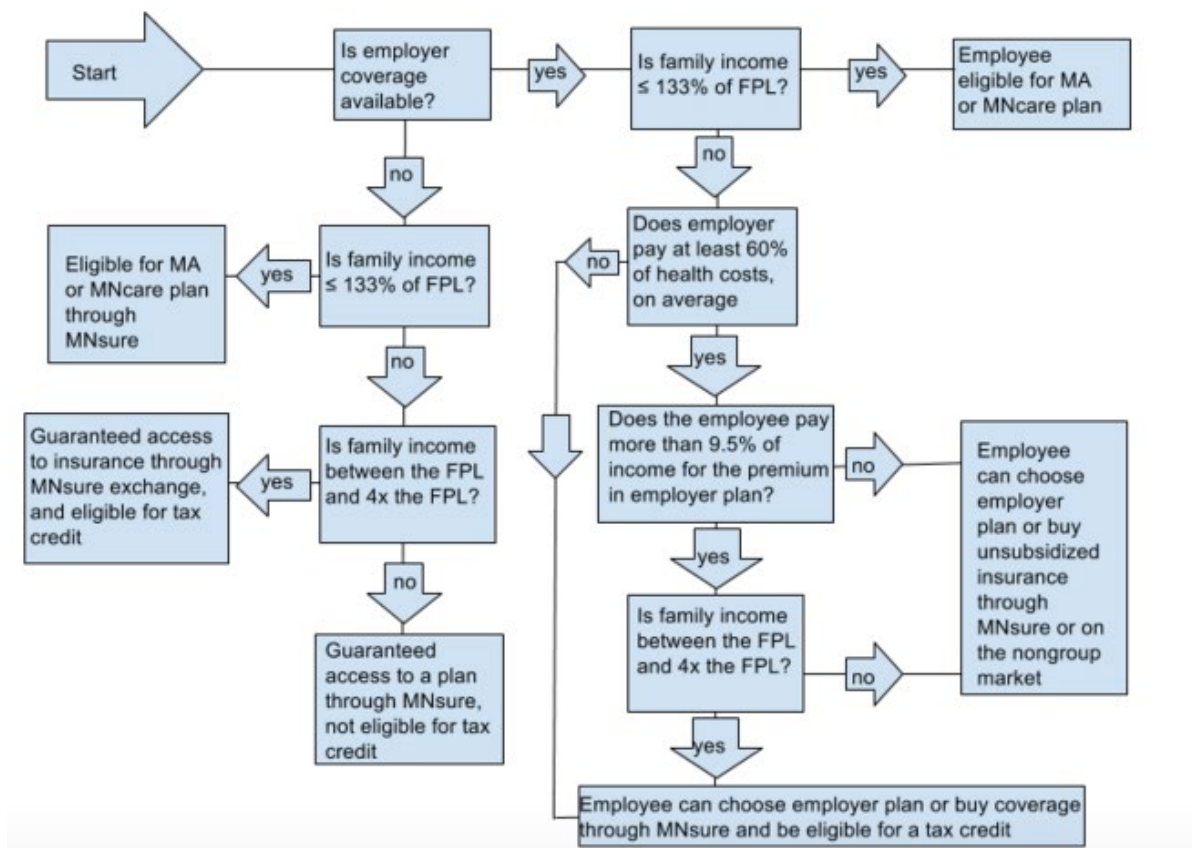 Start
Is employer
coverage
available?
yes
Is family income
≤ 133% of FPL?
yes
Employee
eligible for MA
or MNcare plan
no
no
Eligible for MA
or MNcare plan
through
MNsure
yes
Is family income
≤ 133% of FPL?
no
Does employer
pay at least 60%
of health costs,
on average
no
yes
Guaranteed access
to insurance through
MNsure exchange,
and eligible for tax
credit
yes
Is family income
between the FPL
and 4x the FPL?
Does the employee pay
more than 9.5% of
income for the premium
in employer plan?
no
Employee
can choose
employer
plan or buy
unsubsidized
insurance
through
MNsure or on
the nongroup
market
no
yes
Guaranteed
access to a plan
through MNsure,
not eligible for tax
credit
Is family income
between the FPL
and 4x the FPL?
no
yes
Employee can choose employer plan or buy coverage
through MNsure and be eligible for a tax credit